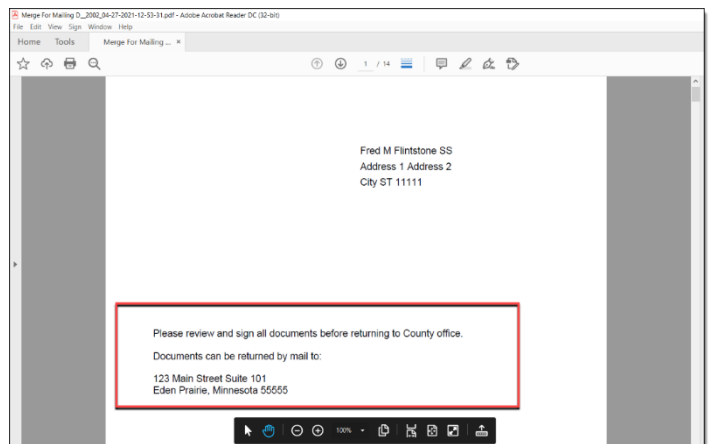 Merge For Mailing D__2002_04-27-2021-12-53-31.pdf - Adobe Acrobat Reader DC (32-bit)
File Edit View Sign Window Help
Home Tools Merge For Mailing ... ×
1 / 14
Fred M Flintstone SS
Address 1 Address 2
City ST 11111
Please review and sign all documents before returning to County office.
Documents can be returned by mail to:
123 Main Street Suite 101
Eden Prairie, Minnesota 55555
100%